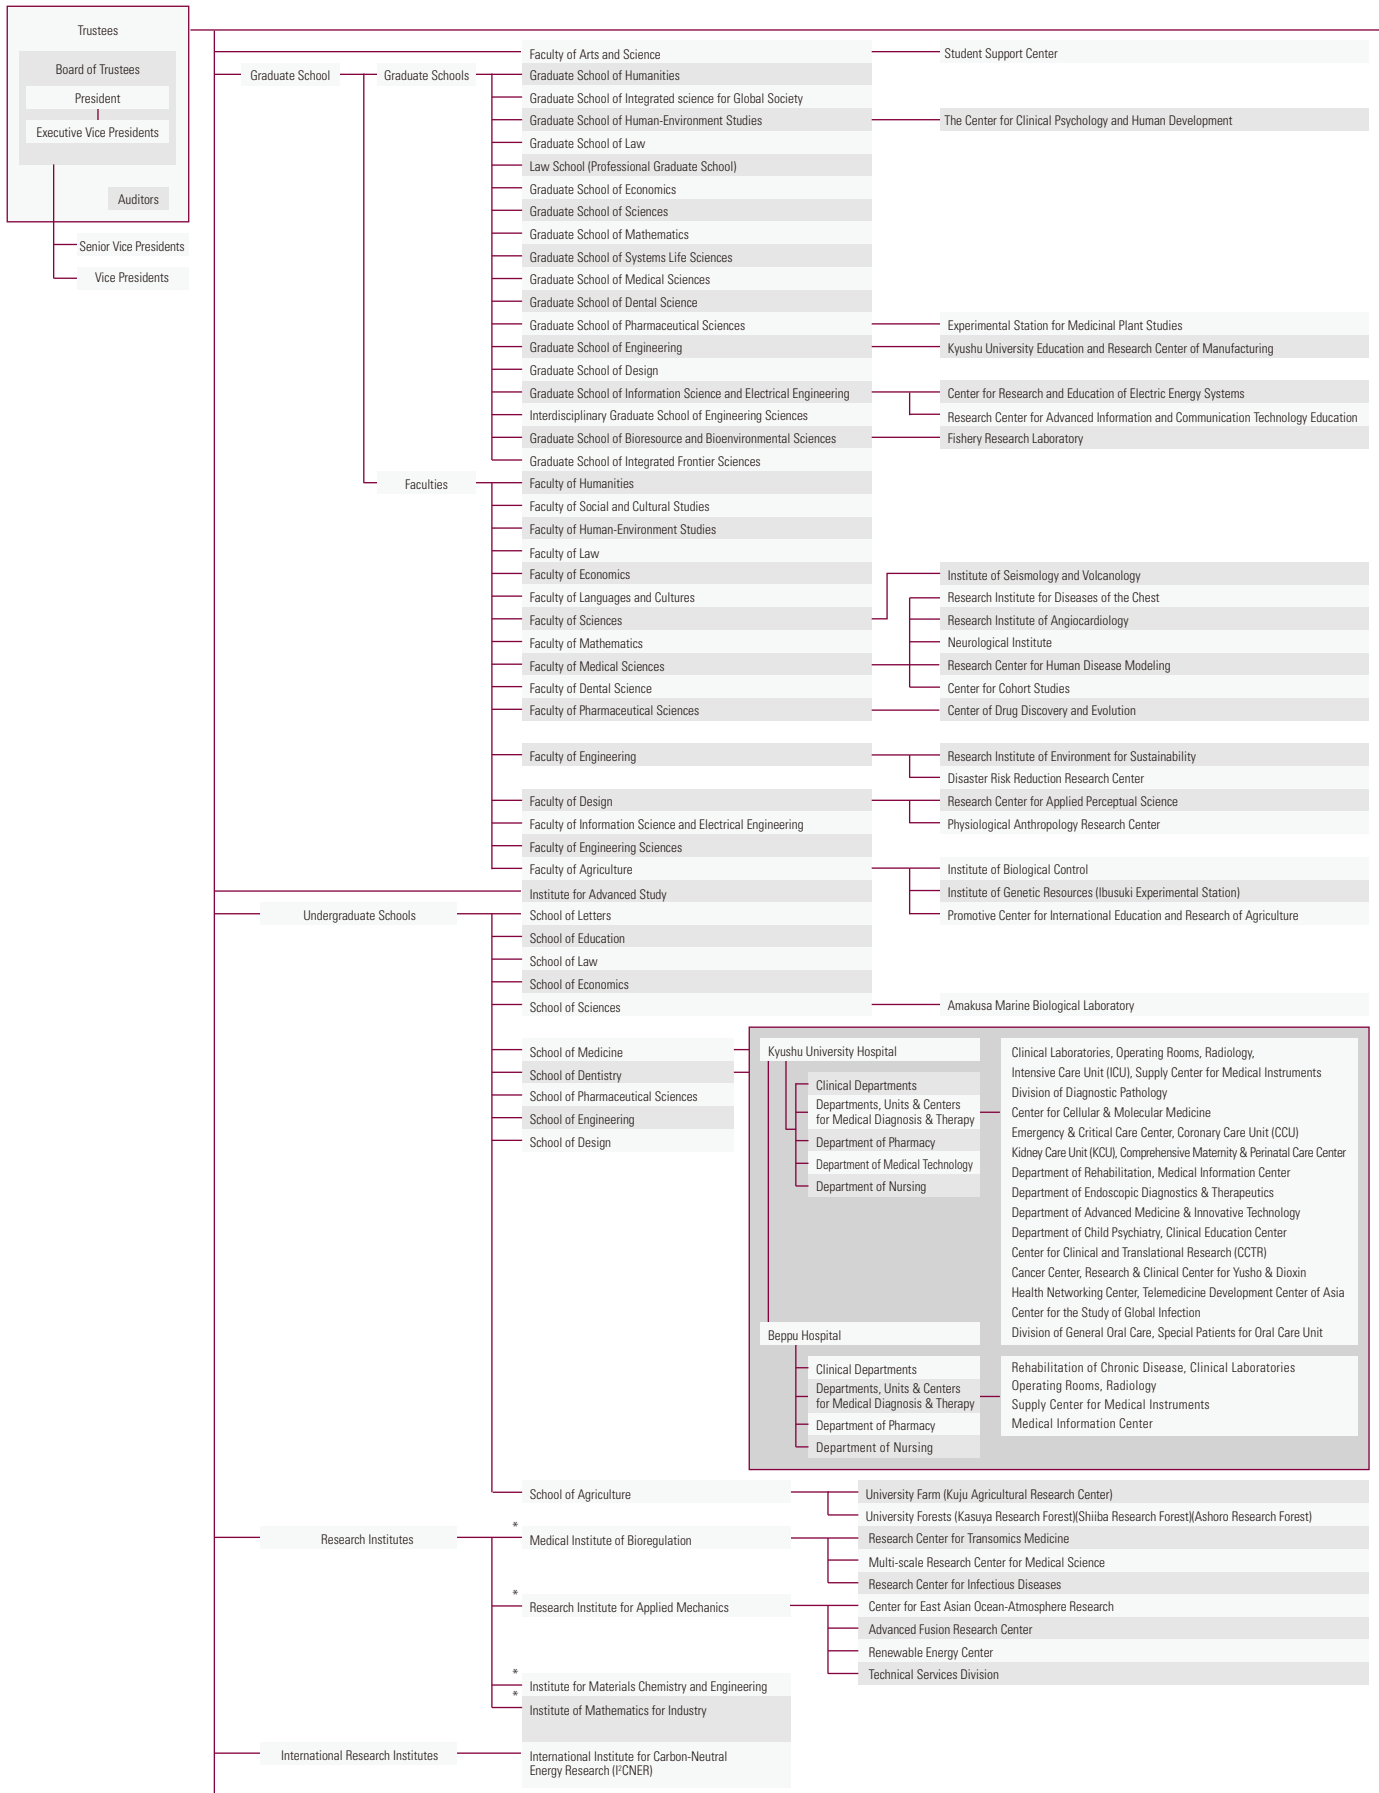 Trustees
Board of Trustees
President
Executive Vice Presidents
Auditors
Senior Vice Presidents
Vice Presidents
Faculty of Arts and Science
Student Support Center
Graduate School
Graduate Schools
Graduate School of Humanities
Graduate School of Integrated science for Global Society
Graduate School of Human-Environment Studies
The Center for Clinical Psychology and Human Development
Graduate School of Law
Law School (Professional Graduate School)
Graduate School of Economics
Graduate School of Sciences
Graduate School of Mathematics
Graduate School of Systems Life Sciences
Graduate School of Medical Sciences
Graduate School of Dental Science
Graduate School of Pharmaceutical Sciences
Experimental Station for Medicinal Plant Studies
Graduate School of Engineering
Kyushu University Education and Research Center of Manufacturing
Graduate School of Design
Graduate School of Information Science and Electrical Engineering
Center for Research and Education of Electric Energy Systems
Interdisciplinary Graduate School of Engineering Sciences
Research Center for Advanced Information and Communication Technology Education
Graduate School of Bioresource and Bioenvironmental Sciences
Fishery Research Laboratory
Graduate School of Integrated Frontier Sciences
Faculties
Faculty of Humanities
Faculty of Social and Cultural Studies
Faculty of Human-Environment Studies
Faculty of Law
Faculty of Economics
Institute of Seismology and Volcanology
Faculty of Languages and Cultures
Research Institute for Diseases of the Chest
Faculty of Sciences
Research Institute of Angiocardiology
Faculty of Mathematics
Neurological Institute
Faculty of Medical Sciences
Research Center for Human Disease Modeling
Faculty of Dental Science
Center for Cohort Studies
Faculty of Pharmaceutical Sciences
Center of Drug Discovery and Evolution
Faculty of Engineering
Research Institute of Environment for Sustainability
Disaster Risk Reduction Research Center
Faculty of Design
Research Center for Applied Perceptual Science
Faculty of Information Science and Electrical Engineering
Physiological Anthropology Research Center
Faculty of Engineering Sciences
Faculty of Agriculture
Institute of Biological Control
Institute for Advanced Study
Institute of Genetic Resources (Ibusuki Experimental Station)
Undergraduate Schools
School of Letters
Promotive Center for International Education and Research of Agriculture
School of Education
School of Law
School of Economics
School of Sciences
Amakusa Marine Biological Laboratory
School of Medicine
School of Dentistry
School of Pharmaceutical Sciences
School of Engineering
School of Design
Kyushu University Hospital
Clinical Departments
Departments, Units & Centers
for Medical Diagnosis & Therapy
Department of Pharmacy
Department of Medical Technology
Department of Nursing
Clinical Laboratories, Operating Rooms, Radiology,
Intensive Care Unit (ICU), Supply Center for Medical Instruments
Division of Diagnostic Pathology
Center for Cellular & Molecular Medicine
Emergency & Critical Care Center, Coronary Care Unit (CCU)
Kidney Care Unit (KCU), Comprehensive Maternity & Perinatal Care Center
Department of Rehabilitation, Medical Information Center
Department of Endoscopic Diagnostics & Therapeutics
Department of Advanced Medicine & Innovative Technology
Department of Child Psychiatry, Clinical Education Center
Center for Clinical and Translational Research (CCTR)
Cancer Center, Research & Clinical Center for Yusho & Dioxin
Health Networking Center, Telemedicine Development Center of Asia
Center for the Study of Global Infection
Division of General Oral Care, Special Patients for Oral Care Unit
Beppu Hospital
Clinical Departments
Departments, Units & Centers
for Medical Diagnosis & Therapy
Department of Pharmacy
Department of Nursing
Rehabilitation of Chronic Disease, Clinical Laboratories
Operating Rooms, Radiology
Supply Center for Medical Instruments
Medical Information Center
School of Agriculture
University Farm (Kuju Agricultural Research Center)
University Forests (Kasuya Research Forest)(Shiiba Research Forest)(Ashoro Research Forest)
Research Institutes
* Medical Institute of Bioregulation
Research Center for Transomics Medicine
Multi-scale Research Center for Medical Science
Research Center for Infectious Diseases
* Research Institute for Applied Mechanics
Center for East Asian Ocean-Atmosphere Research
Advanced Fusion Research Center
Renewable Energy Center
Technical Services Division
* Institute for Materials Chemistry and Engineering
* Institute of Mathematics for Industry
International Research Institutes
International Institute for Carbon-Neutral
Energy Research (I²CNER)